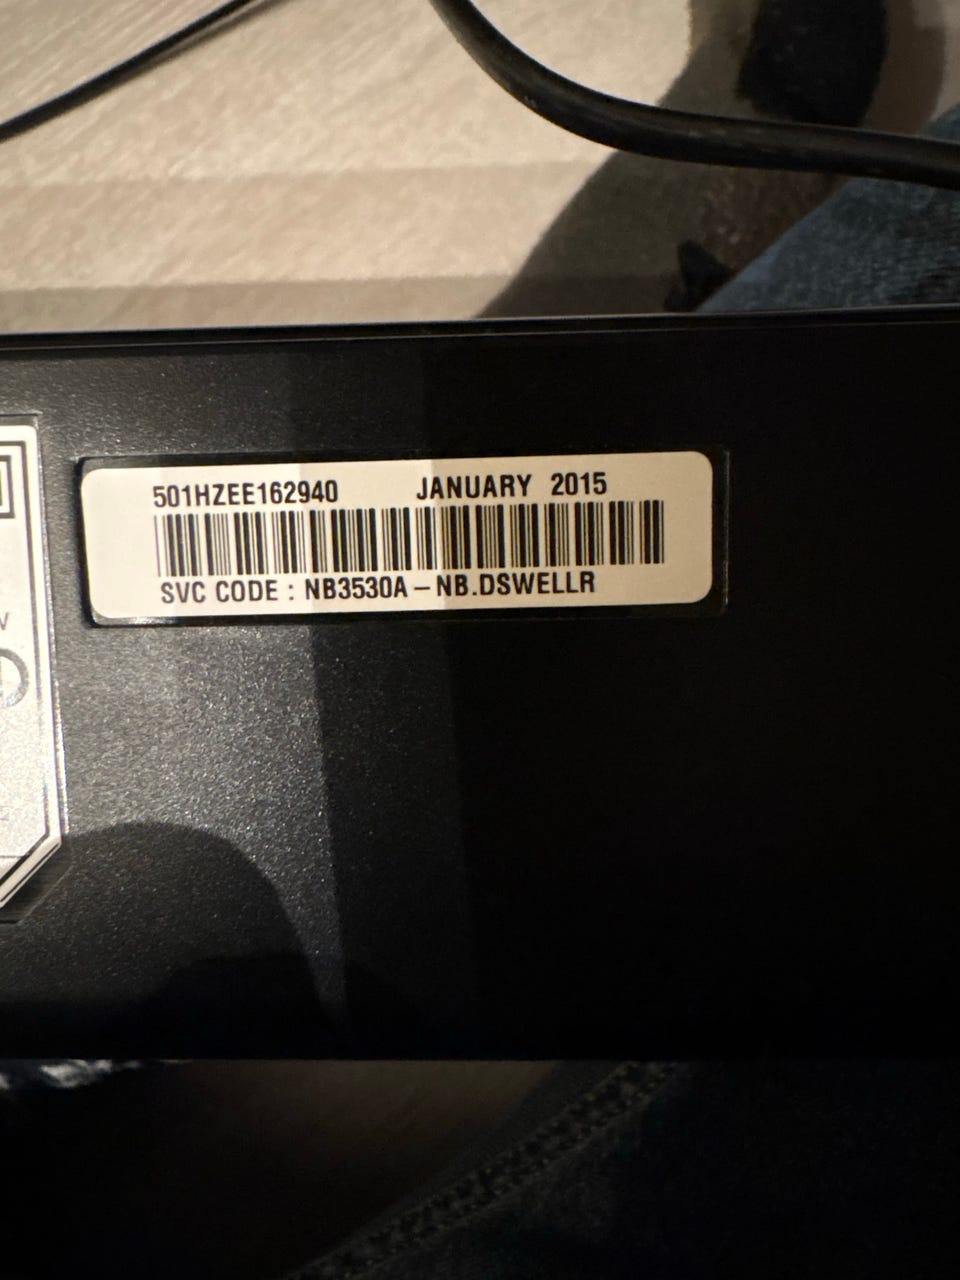 501HZEE162940 JANUARY 2015
SVC CODE : NB3530A - NB.DSWELLR